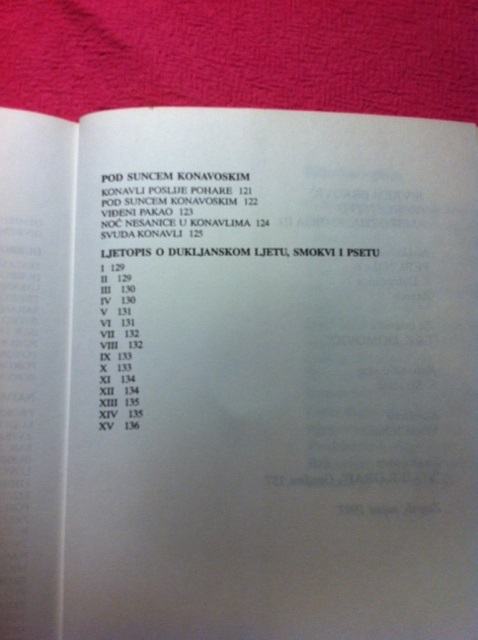 POD SUNCEM KONAVOSKIM
KONAVLI POSLIJE POHARE 121
POD SUNCEM KONAVOSKIM 122
VIĐENI PAKAO 123
NOĆ NESANICE U KONAVLIMA 124
SVUDA KONAVLI 125
LJETOPIS O DUKLJANSKOM LJETU, SMOKVI I PSETU
I 129
II 129
III 130
IV 130
V 131
VI 131
VII 132
VIII 132
IX 133
X 133
XI 134
XII 134
XIII 135
XIV 135
XV 136